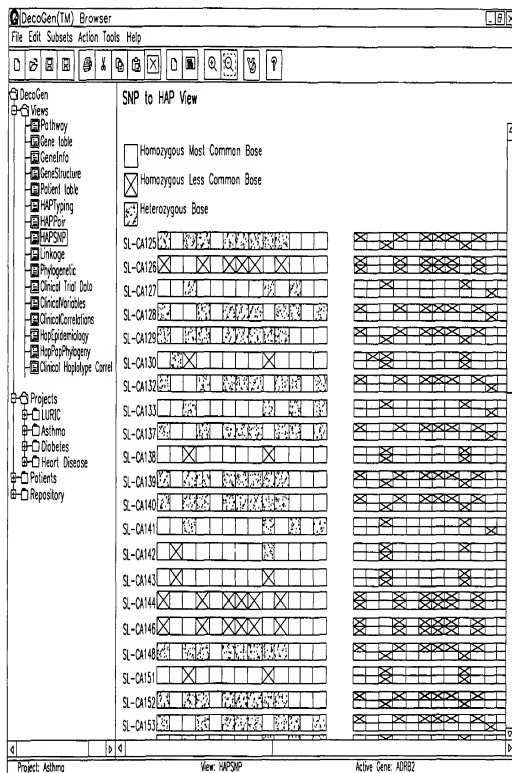 DecoGen(TM) Browser
File Edit Subsets Action Tools Help
DecoGen
Views
Pathway
Gene table
GeneInfo
GeneStructure
Patient table
HAPTyping
HAPPair
HAPSNP
Linkage
Phylogenetic
Clinical Trial Data
ClinicalVariables
ClinicalCorrelations
HapEpidemiology
HapPopPhylogeny
Clinical Haplotype Correl
Projects
LURIC
Asthma
Diabetes
Heart Disease
Patients
Repository
SNP to HAP View
Homozygous Most Common Base
Homozygous Less Common Base
Heterozygous Base
SL-CA125
SL-CA126
SL-CA127
SL-CA128
SL-CA129
SL-CA130
SL-CA132
SL-CA133
SL-CA137
SL-CA138
SL-CA139
SL-CA140
SL-CA141
SL-CA142
SL-CA143
SL-CA144
SL-CA146
SL-CA148
SL-CA151
SL-CA152
SL-CA153
Project: Asthma
View: HAPSNP
Active Gene: ADRB2